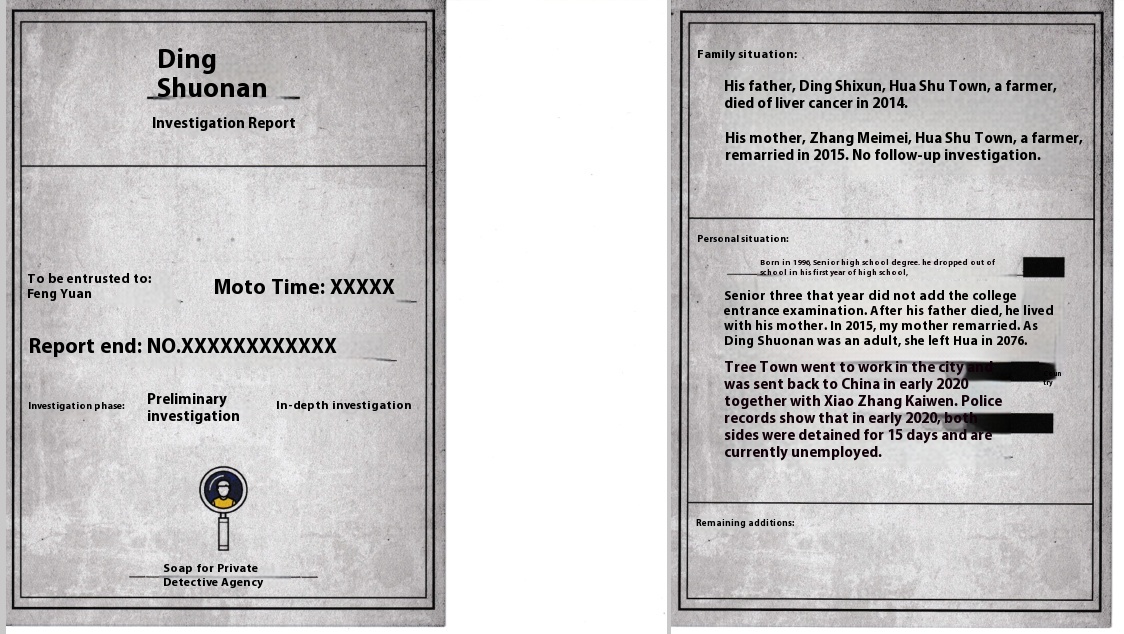 Ding
Shuonan
Investigation Report
To be entrusted to:
Feng Yuan
Moto Time: XXXXX
Report end: NO.XXXXXXXXXXXX
Investigation phase:
Preliminary
investigation
In-depth investigation
Soap for Private
Detective Agency
Family situation:
His father, Ding Shixun, Hua Shu Town, a farmer,
died of liver cancer in 2014.
His mother, Zhang Meimei, Hua Shu Town, a farmer,
remarried in 2015. No follow-up investigation.
Personal situation:
Born in 1996, Senior high school degree. he dropped out of
school in his first year of high school,
Senior three that year did not add the college
entrance examination. After his father died, he lived
with his mother. In 2015, my mother remarried. As
Ding Shuonan was an adult, she left Hua in 2076.
Tree Town went to work in the city and
was sent back to China in early 2020
together with Xiao Zhang Kaiwen. Police
records show that in early 2020, both
sides were detained for 15 days and are
currently unemployed.
Remaining additions: